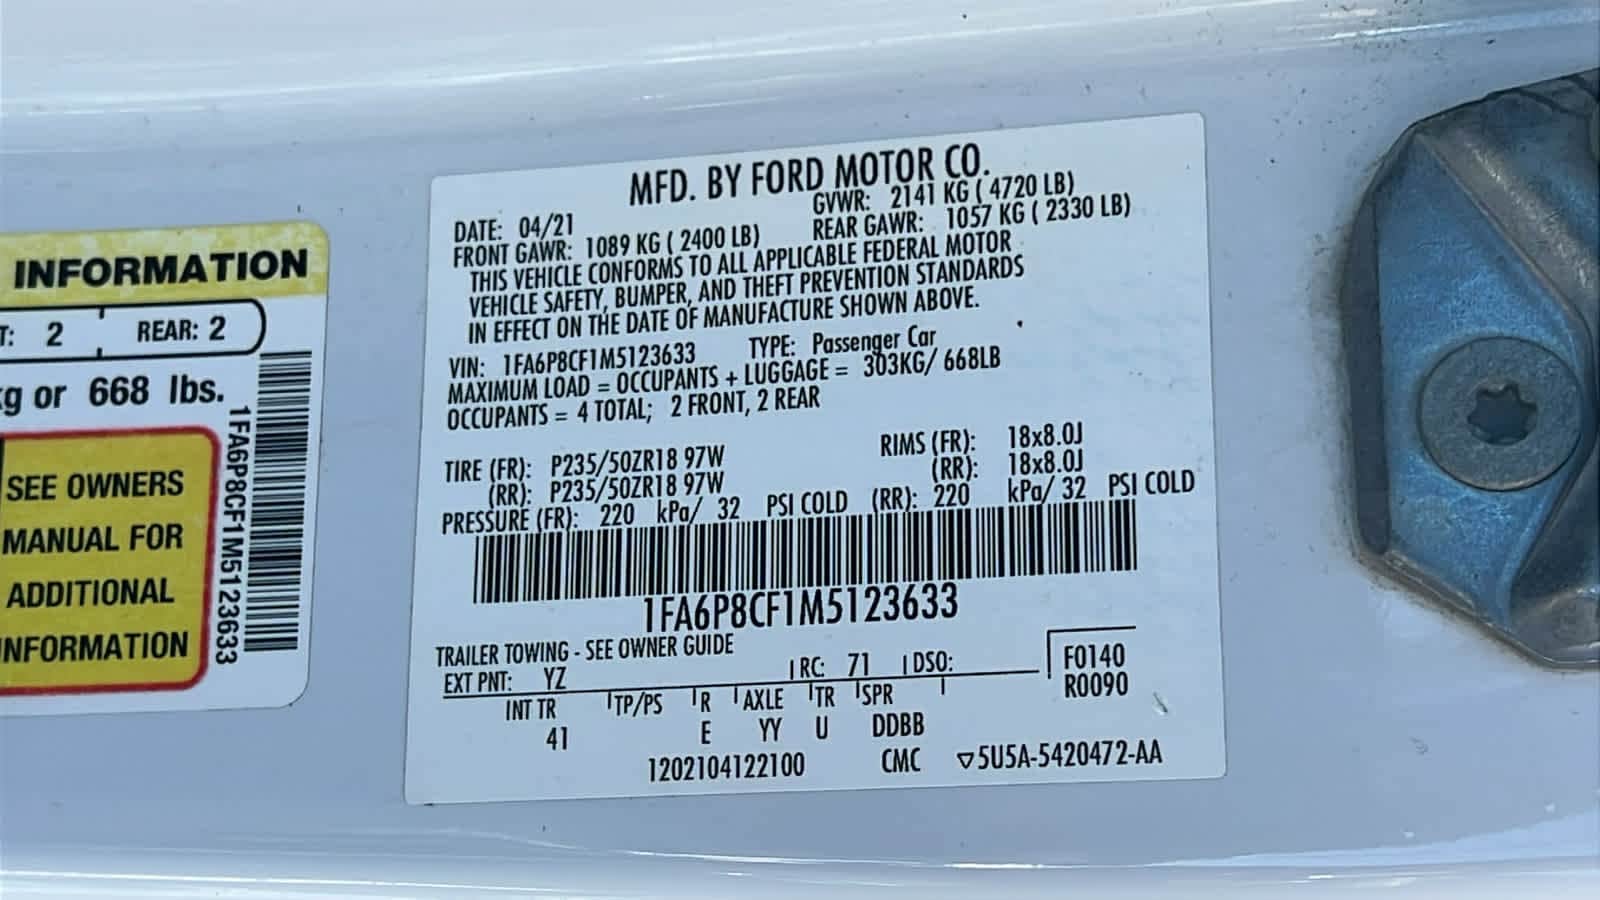 INFORMATION
T: 2 REAR: 2
kg or 668 lbs.
SEE OWNERS
MANUAL FOR
ADDITIONAL
INFORMATION
1FA6P8CF1M5123633
MFD. BY FORD MOTOR CO.
DATE: 04/21 GVWR: 2141 KG ( 4720 LB)
FRONT GAWR: 1089 KG ( 2400 LB) REAR GAWR: 1057 KG ( 2330 LB)
THIS VEHICLE CONFORMS TO ALL APPLICABLE FEDERAL MOTOR
VEHICLE SAFETY, BUMPER, AND THEFT PREVENTION STANDARDS
IN EFFECT ON THE DATE OF MANUFACTURE SHOWN ABOVE.
VIN: 1FA6P8CF1M5123633 TYPE: Passenger Car
MAXIMUM LOAD = OCCUPANTS + LUGGAGE = 303KG/ 668LB
OCCUPANTS = 4 TOTAL; 2 FRONT, 2 REAR
TIRE (FR): P235/50ZR18 97W RIMS (FR): 18x8.0J
(RR): P235/50ZR18 97W (RR): 18x8.0J
PRESSURE (FR): 220 kPa/ 32 PSI COLD (RR): 220 kPa/ 32 PSI COLD
1FA6P8CF1M5123633
TRAILER TOWING - SEE OWNER GUIDE
EXT PNT: YZ RC: 71 DSO: F0140
R0090
INT TR TP/PS R AXLE TR SPR
41 E YY U DDBB
1202104122100 CMC ▽5U5A-5420472-AA